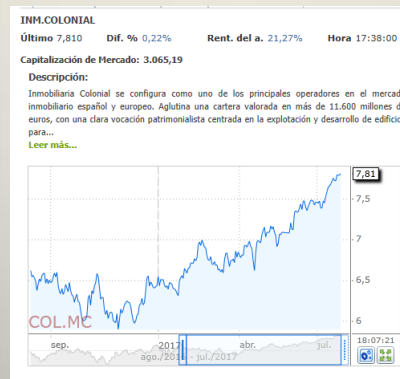 INM.COLONIAL
Último 7,810 Dif. % 0,22% Rent. del a. 21,27% Hora 17:38:00
Capitalización de Mercado: 3.065,19
Descripción:
Inmobiliaria Colonial se configura como uno de los principales operadores en el mercad
inmobiliario español y europeo. Aglutina una cartera valorada en más de 11.600 millones d
euros, con una clara vocación patrimonialista centrada en la explotación y desarrollo de edificio
para...
Leer más...
7,81
7,5
7
6,5
6
COL.MC
sep. 2017 abr. jul.
ago./2016 - jul./2017
18:07:21